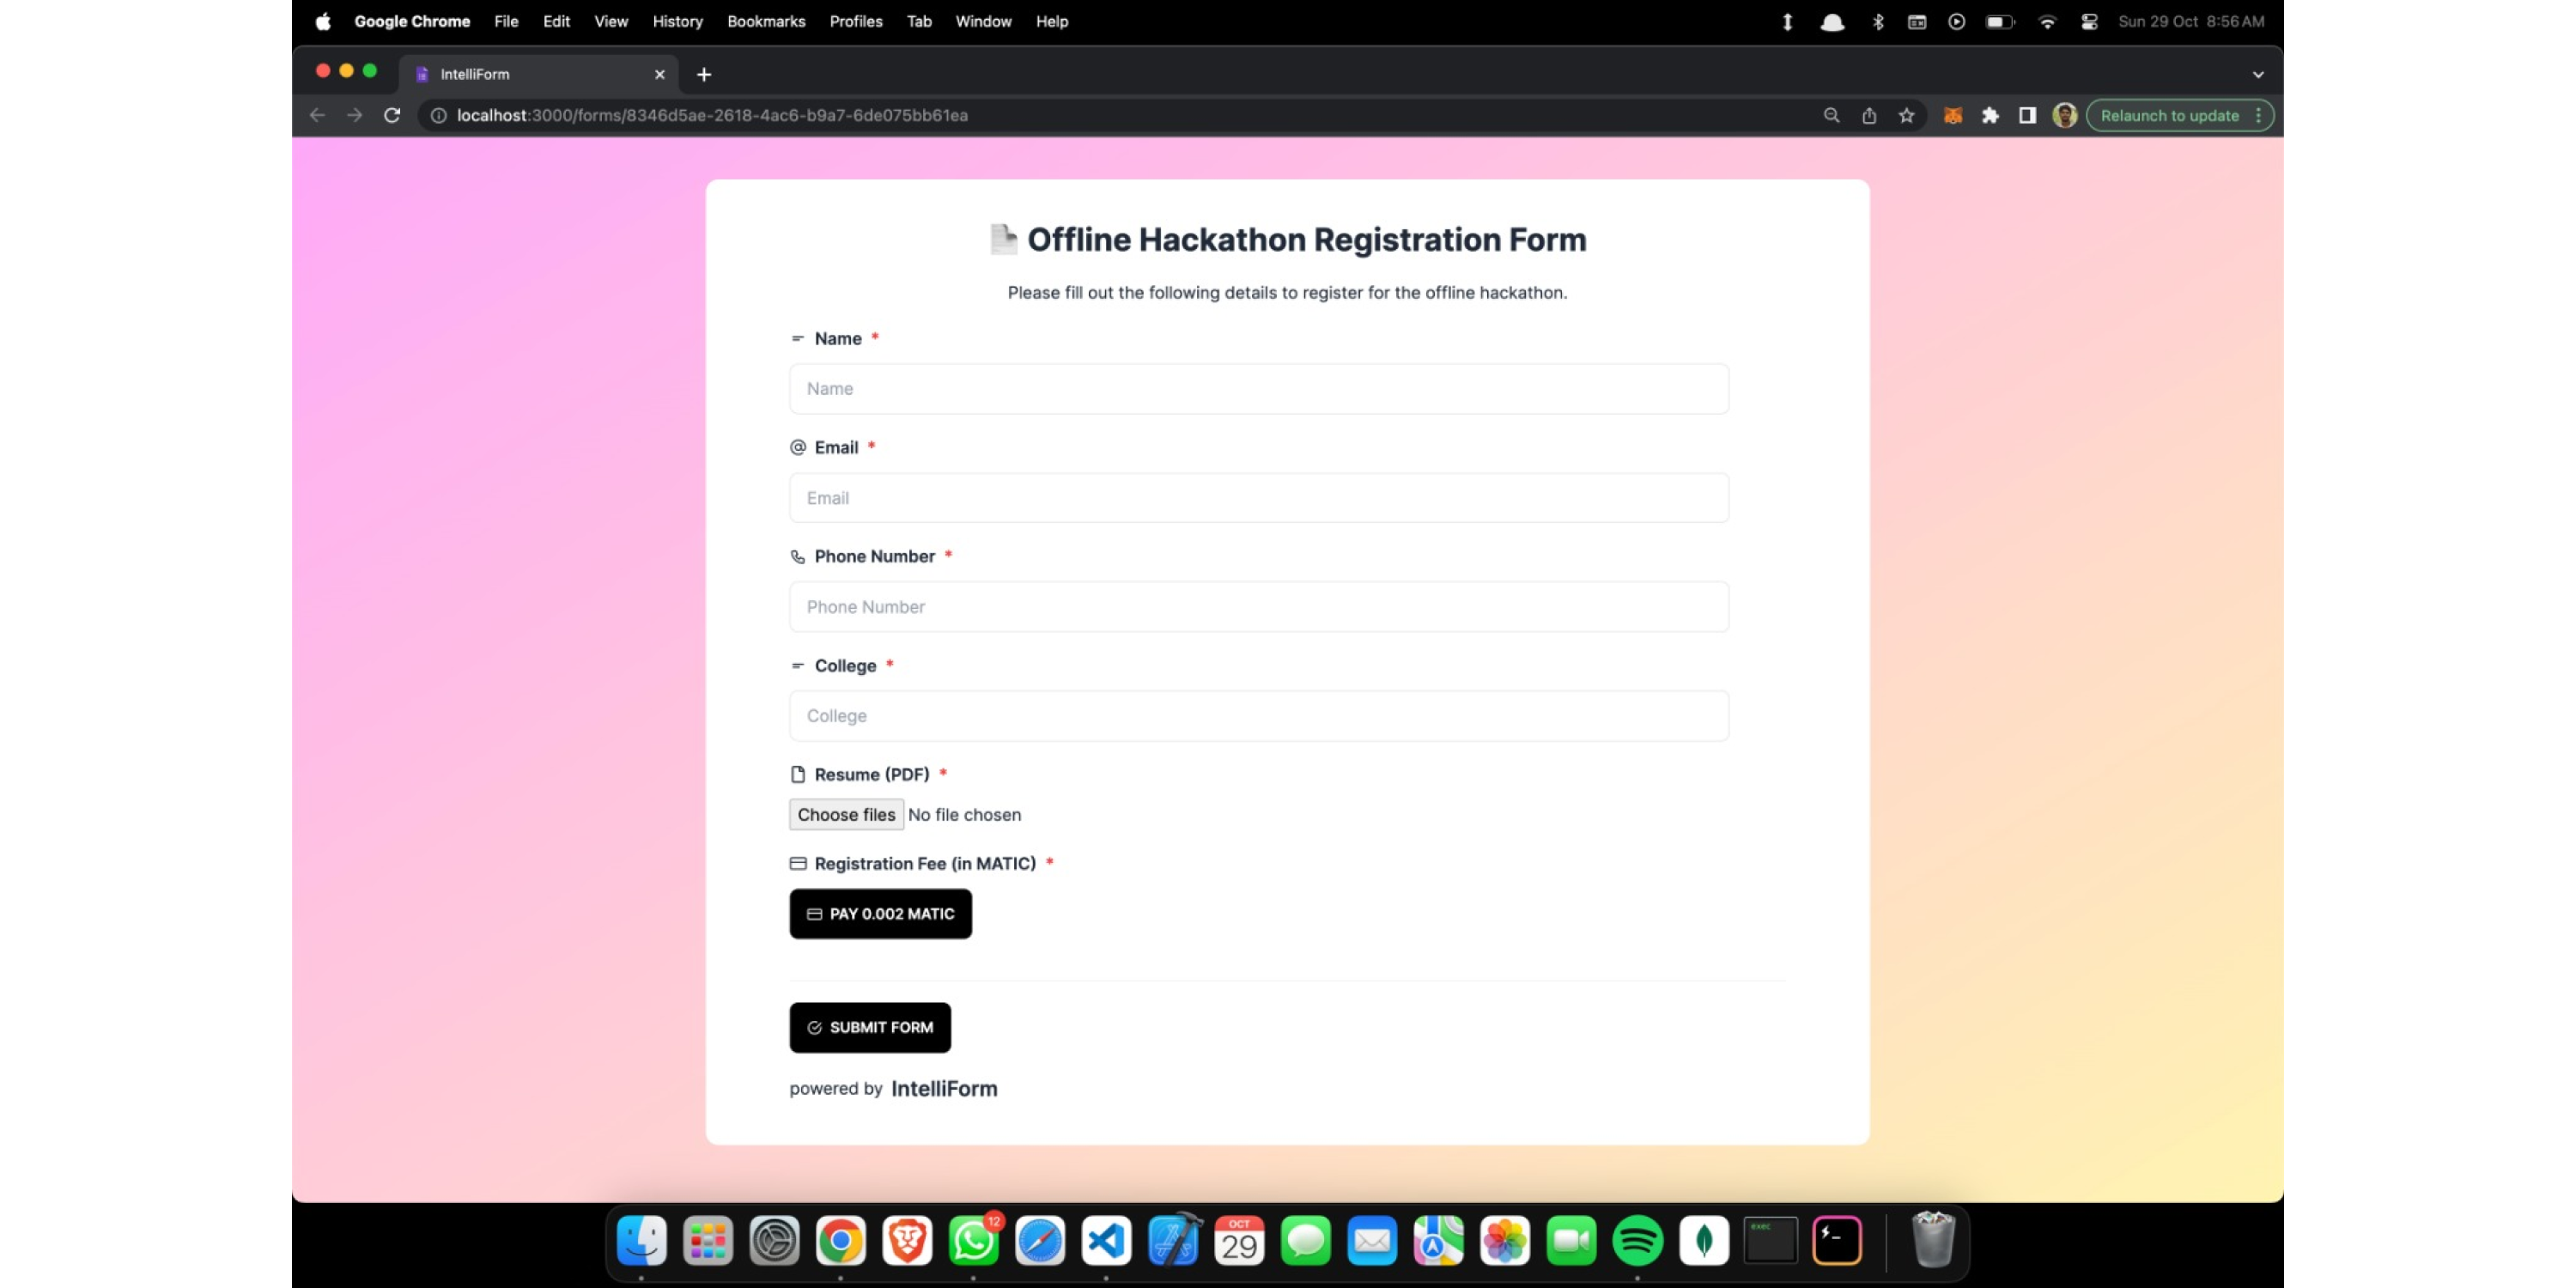 Google Chrome File Edit View History Bookmarks Profiles Tab Window Help Sun 29 Oct 8:56 AM
IntelliForm
localhost:3000/forms/8346d5ae-2618-4ac6-b9a7-6de075bb61ea Relaunch to update
Offline Hackathon Registration Form
Please fill out the following details to register for the offline hackathon.
Name *
Name
Email *
Email
Phone Number *
Phone Number
College *
College
Resume (PDF) *
Choose files No file chosen
Registration Fee (in MATIC) *
PAY 0.002 MATIC
SUBMIT FORM
powered by IntelliForm
12
OCT
29
exec